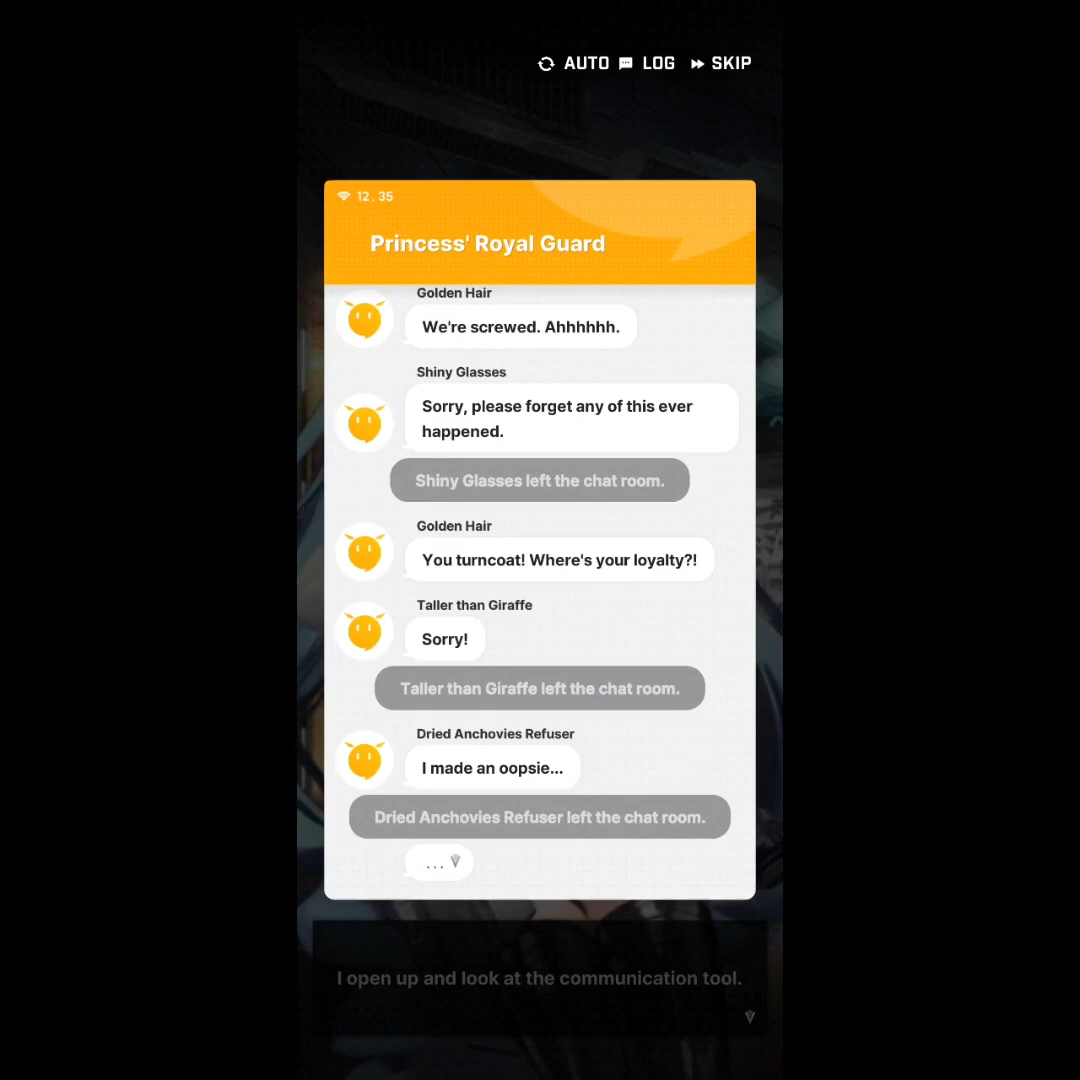 AUTO LOG SKIP
12.35
Princess' Royal Guard
Golden Hair
We're screwed. Ahhhhhh.
Shiny Glasses
Sorry, please forget any of this ever
happened.
Shiny Glasses left the chat room.
Golden Hair
You turncoat! Where's your loyalty?!
Taller than Giraffe
Sorry!
Taller than Giraffe left the chat room.
Dried Anchovies Refuser
I made an oopsie...
Dried Anchovies Refuser left the chat room.
...
I open up and look at the communication tool.